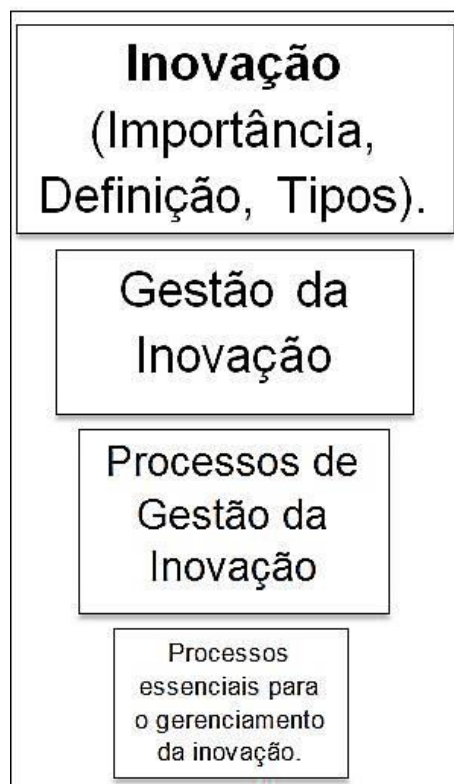 Inovação
(Importância,
Definição, Tipos).
Gestão da
Inovação
Processos de
Gestão da
Inovação
Processos
essenciais para
o gerenciamento
da inovação.